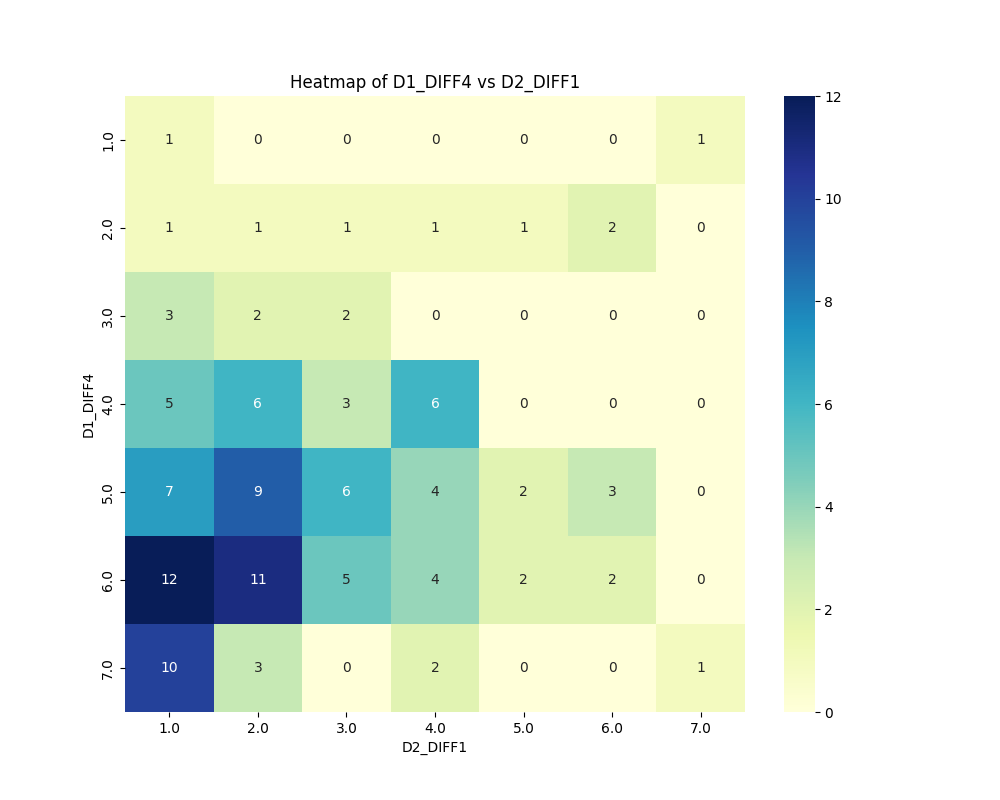 Heatmap of D1_DIFF4 vs D2_DIFF1
D1_DIFF4
1.0 1 0 0 0 0 0 1
2.0 1 1 1 1 1 2 0
3.0 3 2 2 0 0 0 0
4.0 5 6 3 6 0 0 0
5.0 7 9 6 4 2 3 0
6.0 12 11 5 4 2 2 0
7.0 10 3 0 2 0 0 1
1.0 2.0 3.0 4.0 5.0 6.0 7.0
D2_DIFF1
12
10
8
6
4
2
0